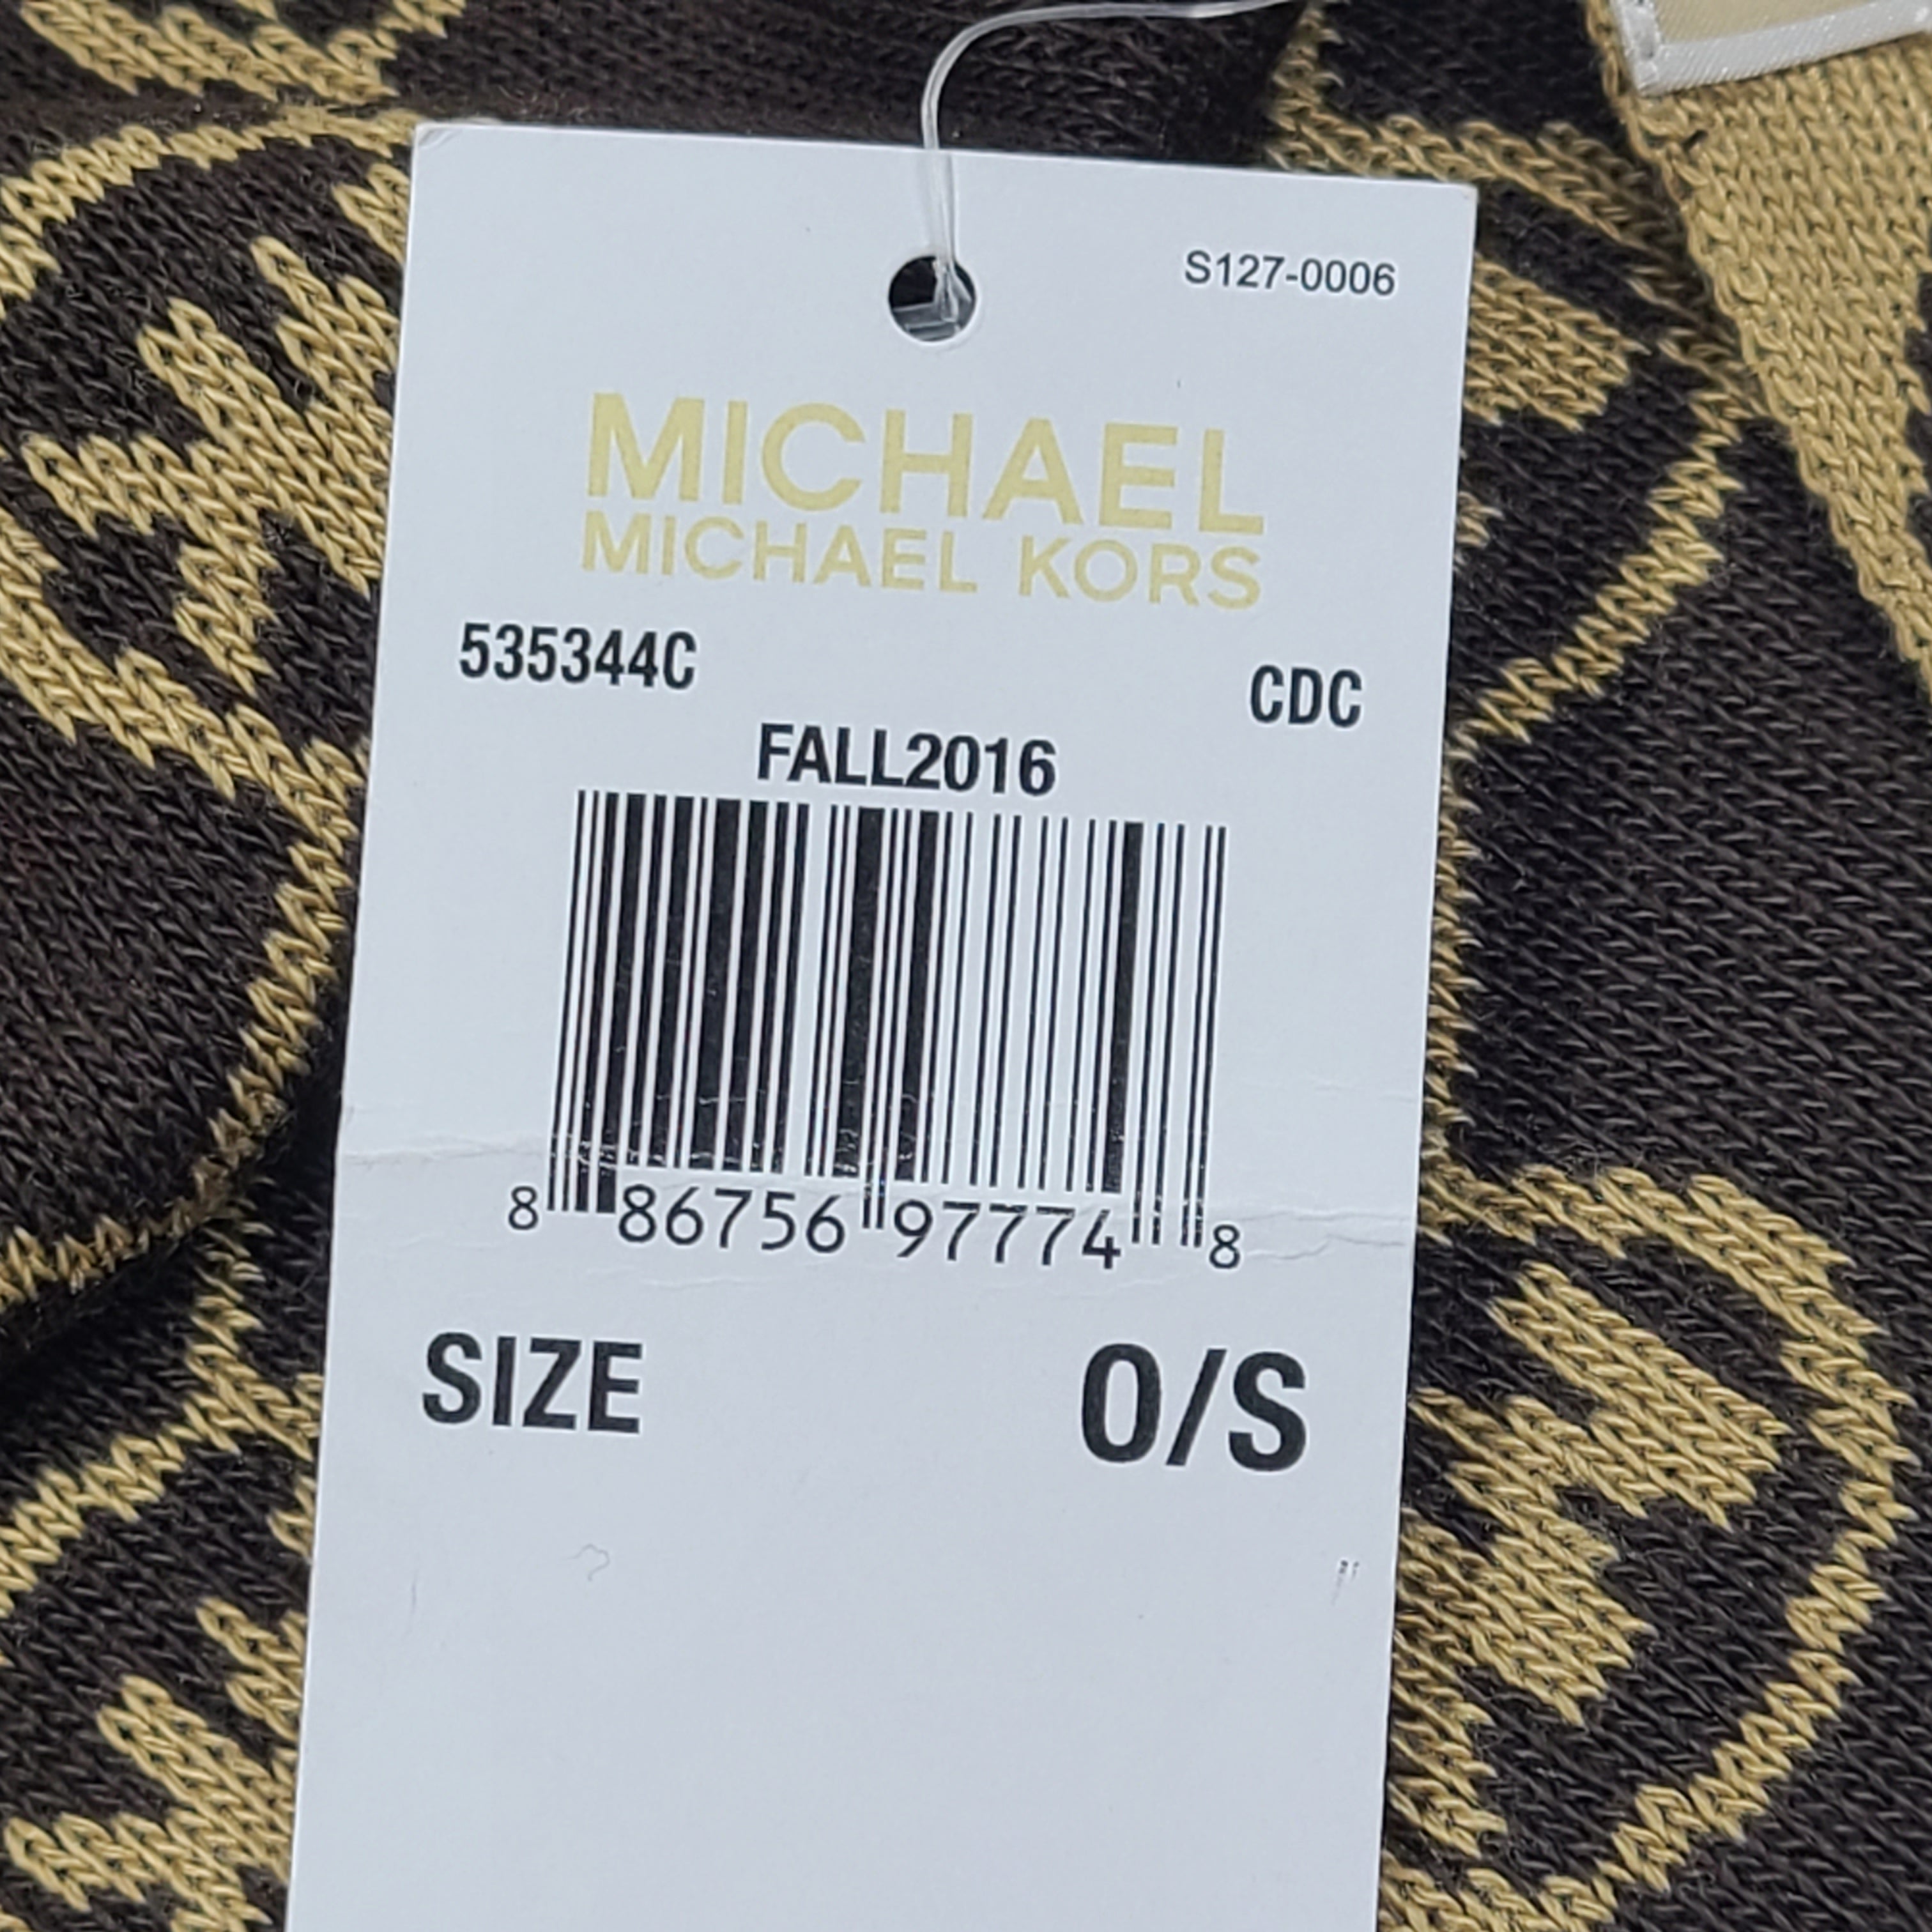 S127-0006
MICHAEL
MICHAEL KORS
535344C CDC
FALL2016
8 86756 97774 8
SIZE O/S